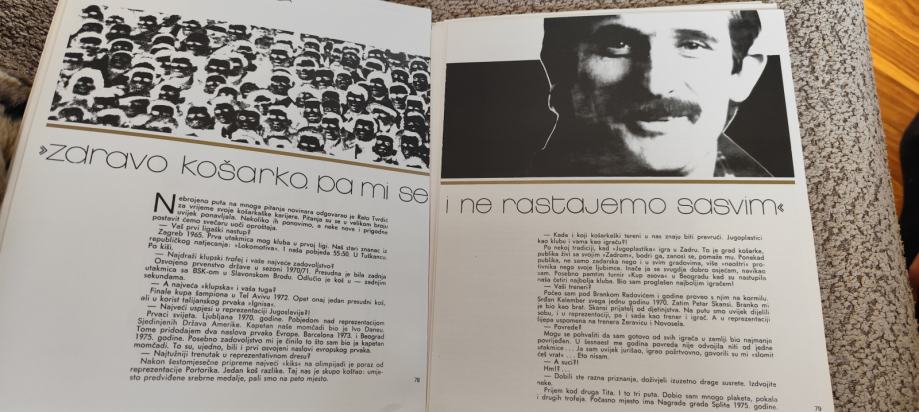 »zdravo košarko, pa mi se
Nebrojeno puta na mnoga pitanja novinara odgovarao je Rato Tvrdić
za vrijeme svoje košarkaške karijere. Pitanja su se u velikom broju
uvijek ponavljala. Nekoliko ih ponovimo, a neke nove i prigodne
postavit ćemo svečaru uoči oproštaja.
— Vaš prvi ligaški nastup?
Zagreb 1965. Prva utakmica mog kluba u prvoj ligi. Naš stari znanac iz
republičkog natjecanja: »Lokomotiva«. I naša pobjeda 55:50. U Tuškancu.
Po kiši.
— Najdraži klupski trofej i vaše najveće zadovoljstvo?
Osvojeno prvenstvo države u sezoni 1970/71. Presudna je bila zadnja
utakmica sa BSK-om u Slavonskom Brodu. Odlučio je koš u — zadnjim
sekundama.
— A najveća »klupska« i vaša tuga?
Finale kupa šampiona u Tel Avivu 1972. Opet onaj jedan presudni koš,
ali u korist talijanskog prvaka »Ignisa«.
— Najveći uspjesi u reprezentaciji Jugoslavije?
Prvaci svijeta. Ljubljana 1970. Pobjedom nad reprezentacijom
Sjedinjenih Država Amerike. Kapetan naše momčadi bio je Ivo Daneu.
Tome pridodajem dva naslova prvaka Evrope. Barcelona 1973. i Beograd
1975. godine. Posebno zadovoljstvo mi je činilo to što sam bio ja kapetan
momčadi. To su, ujedno, bili i prvi osvojeni naslovi evropskog prvaka.
— Najtužniji trenutak u reprezentativnom dresu?
Nakon šestomjesečne pripreme najveći »kiks« na olimpijadi je poraz od
reprezentacije Portorika. Jedan koš razlike. Taj nas je skupo koštao: umje-
sto predviđene srebrne medalje, pali smo na peto mjesto.
78
i ne rastajemo sasvim«
— Kada i koji košarkaški tereni u nas znaju biti prevrući. Jugoplastici
kao klubu i vama kao igraču?!
Po nekoj tradiciji, kad »Jugoplastika« igra u Zadru. To je grad košarke,
publika živi sa svojim »Zadrom«, bodri ga, zanosi se, pomaže mu. Ponekad
publika, ne samo zadarska nego i u svim gradovima, više »naoštri« pro-
tivnika nego svoje ljubimce. Inače ja se svugdje dobro osjećam, navikao
sam. Posebno pamtim turnir »Kup asova« u Beogradu kad su nastupila
naša četiri najbolja kluba. Bio sam proglašen najboljim igračem!
— Vaši treneri?
Počeo sam pod Brankom Radovićem i godine proveo s njim na kormilu.
Srđan Kalember svega jednu godinu 1970. Zatim Petar Skansi. Branko mi
je bio kao brat. Skansi prijatelj od djetinjstva. Na putu smo uvijek dijelili
sobu, i u reprezentaciji, pa i sada kao trener i igrač. A u reprezentaciji
lijepa uspomena na trenera Žeravicu i Novosela.
— Povrede?
Mogu se pohvaliti da sam gotovo od svih igrača u zemlji bio najmanje
povrijeđen. U šesnaest me godina povreda nije odvojila niti od jedne
utakmice . . . Ja sam uvijek jurišao, igrao požrtvovno, govorili su mi »slomit
ćeš vrat« . . . Eto nisam.
— A suci?!
Hm!? . . .
— Dobili ste razna priznanja, doživjeli izuzetno drage susrete. Izdvojite
neke.
Prijem kod druga Tita. I to tri puta. Dobio sam mnogo plaketa, pokala
i drugih trofeja. Počasno mjesto ima Nagrada grada Splita 1975. godine.
79